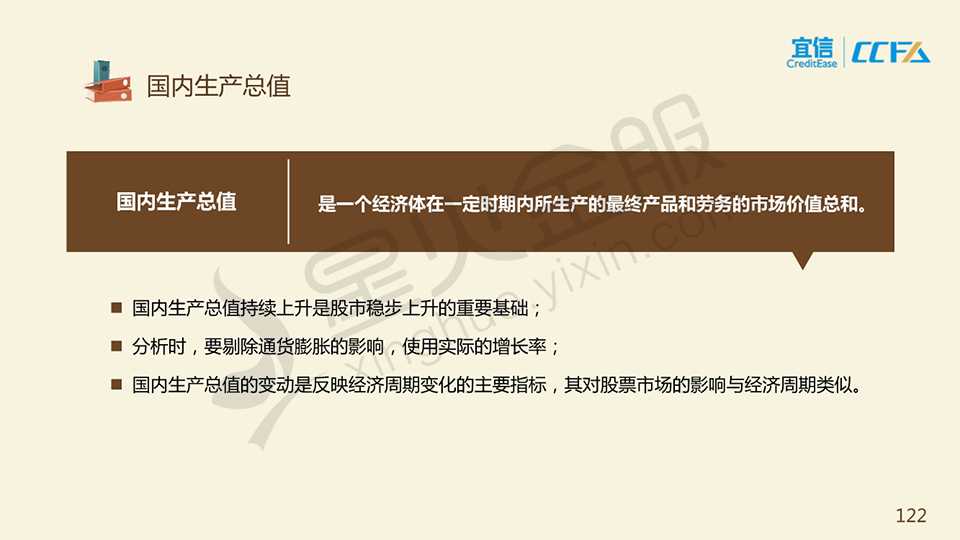 宜信
CreditEase
CCFA
国内生产总值
国内生产总值
是一个经济体在一定时期内所生产的最终产品和劳务的市场价值总和。
星火金服
xinghuo.yixin.com
■ 国内生产总值持续上升是股市稳步上升的重要基础；
■ 分析时，要剔除通货膨胀的影响，使用实际的增长率；
■ 国内生产总值的变动是反映经济周期变化的主要指标，其对股票市场的影响与经济周期类似。
122